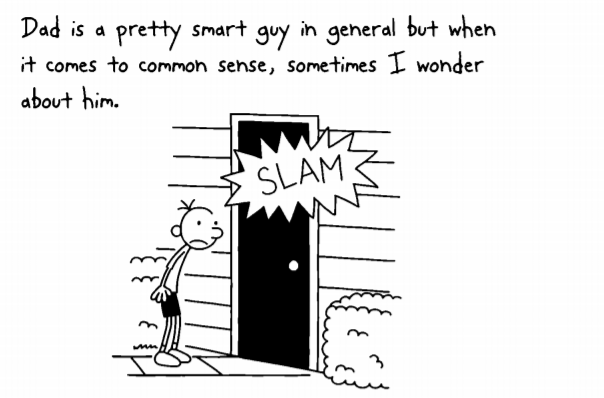 Dad is a pretty smart guy in general but when
it comes to common sense, sometimes I wonder
about him.
SLAM